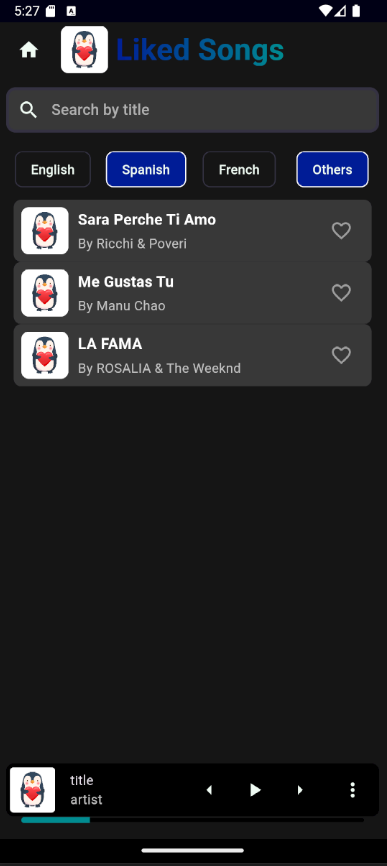 5:27
A
Liked Songs
Search by title
English Spanish French Others
Sara Perche Ti Amo
By Ricchi & Poveri
Me Gustas Tu
By Manu Chao
LA FAMA
By ROSALIA & The Weeknd
title
artist